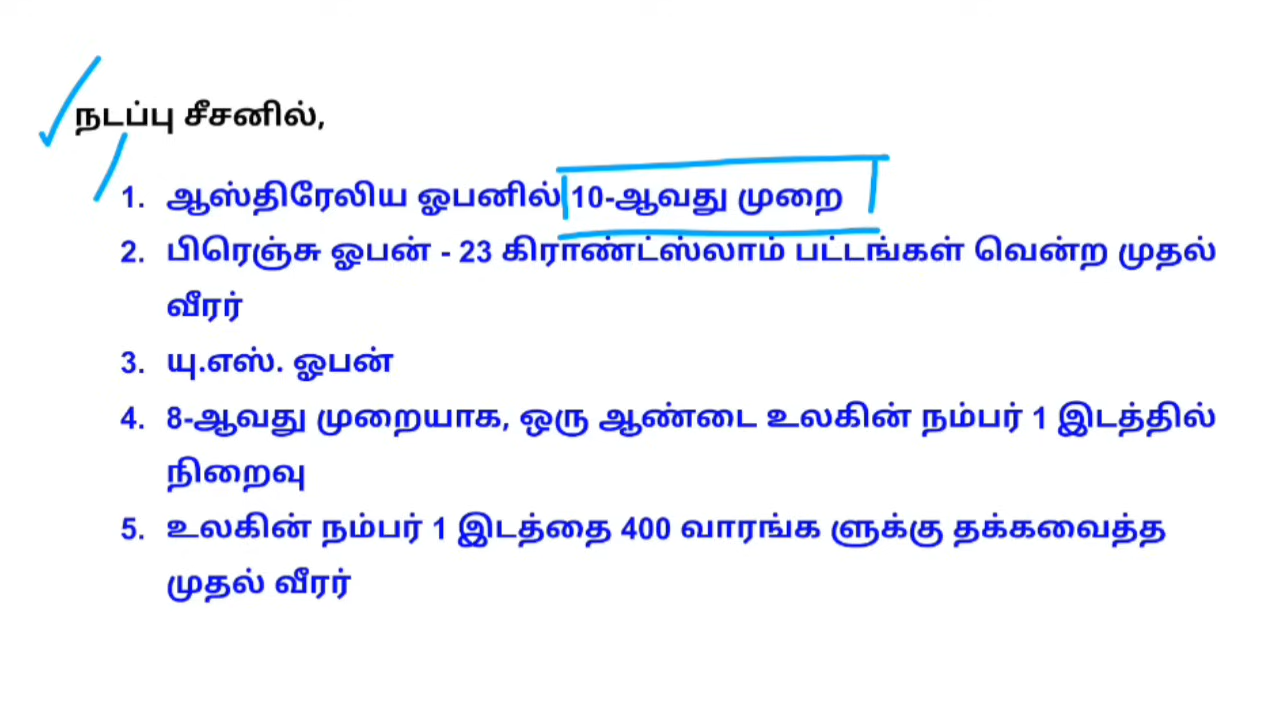 நடப்பு சீசனில்,
1. ஆஸ்திரேலிய ஓபனில் 10-ஆவது முறை
2. பிரெஞ்சு ஓபன் - 23 கிராண்ட்ஸ்லாம் பட்டங்கள் வென்ற முதல்
வீரர்
3. யு.எஸ். ஓபன்
4. 8-ஆவது முறையாக, ஒரு ஆண்டை உலகின் நம்பர் 1 இடத்தில்
நிறைவு
5. உலகின் நம்பர் 1 இடத்தை 400 வாரங்க ளுக்கு தக்கவைத்த
முதல் வீரர்